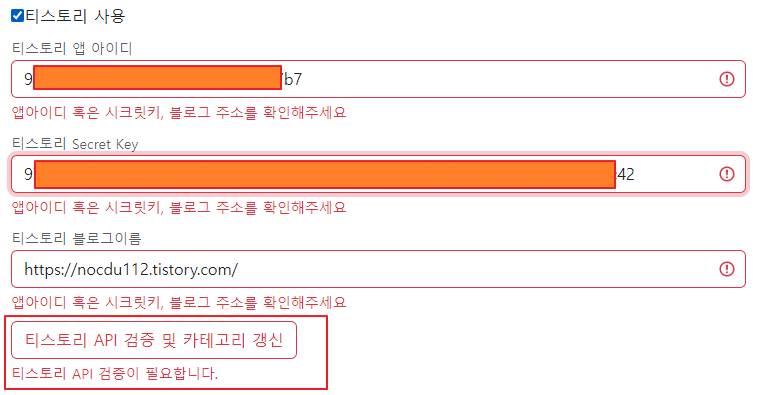 티스토리 사용
티스토리 앱 아이디
9 b7
앱아이디 혹은 시크릿키, 블로그 주소를 확인해주세요
티스토리 Secret Key
9 42
앱아이디 혹은 시크릿키, 블로그 주소를 확인해주세요
티스토리 블로그이름
https://nocdu112.tistory.com/
앱아이디 혹은 시크릿키, 블로그 주소를 확인해주세요
티스토리 API 검증 및 카테고리 갱신
티스토리 API 검증이 필요합니다.